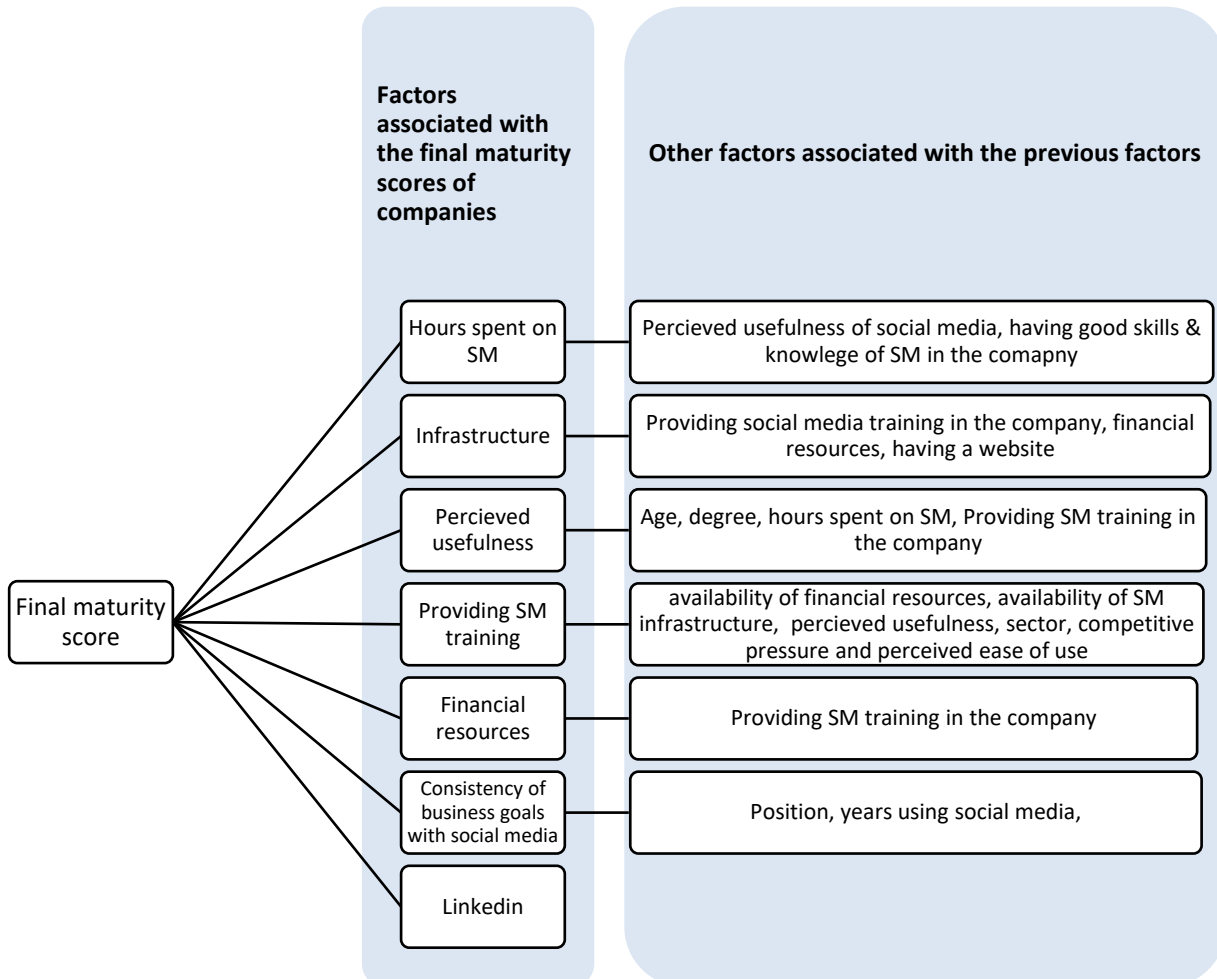 Factors
associated with
the final maturity
scores of
companies
Other factors associated with the previous factors
Final maturity
score
Hours spent on
SM
Percieved usefulness of social media, having good skills &
knowlege of SM in the comapny
Infrastructure
Providing social media training in the company, financial
resources, having a website
Percieved
usefulness
Age, degree, hours spent on SM, Providing SM training in
the company
Providing SM
training
availability of financial resources, availability of SM
infrastructure,  percieved usefulness, sector, competitive
pressure and perceived ease of use
Financial
resources
Providing SM training in the company
Consistency of
business goals
with social media
Position, years using social media,
Linkedin